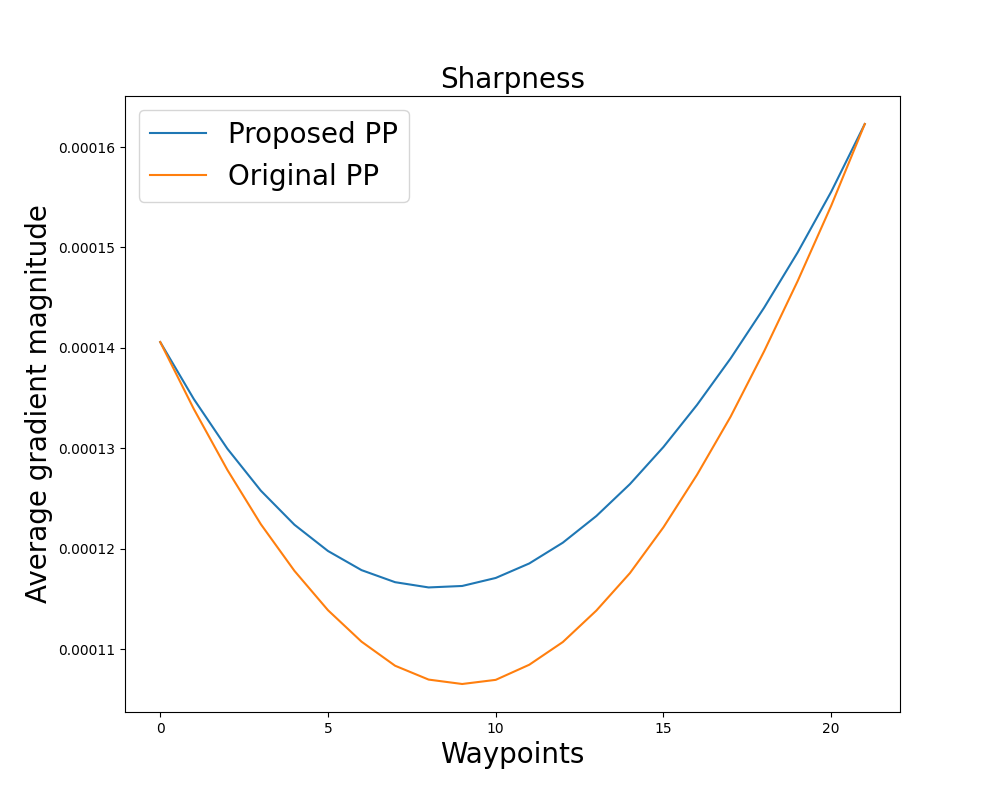 Sharpness
Proposed PP
Original PP
Average gradient magnitude
0.00016
0.00015
0.00014
0.00013
0.00012
0.00011
0 5 10 15 20
Waypoints